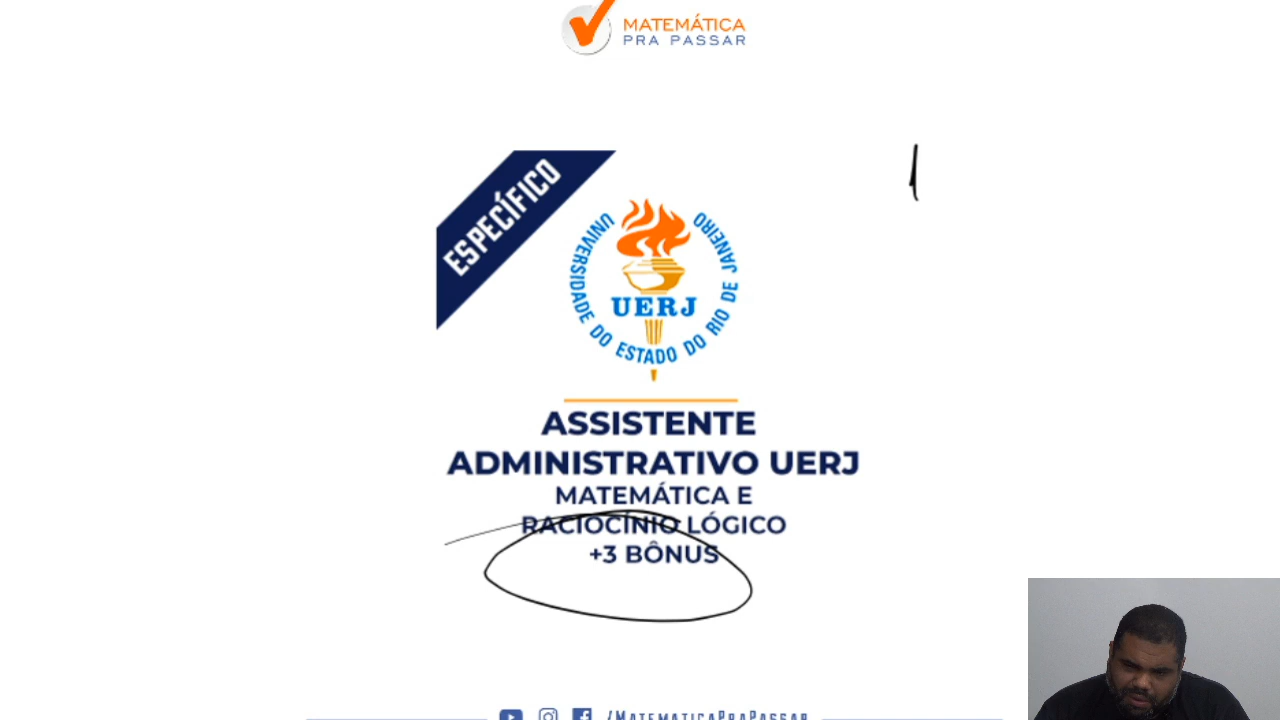 MATEMÁTICA
PRA PASSAR
ESPECÍFICO
UNIVERSIDADE DO ESTADO DO RIO DE JANEIRO
UERJ
ASSISTENTE
ADMINISTRATIVO UERJ
MATEMÁTICA E
RACIOCÍNIO LÓGICO
+3 BÔNUS
/MATEMATICAPRAPASSAR